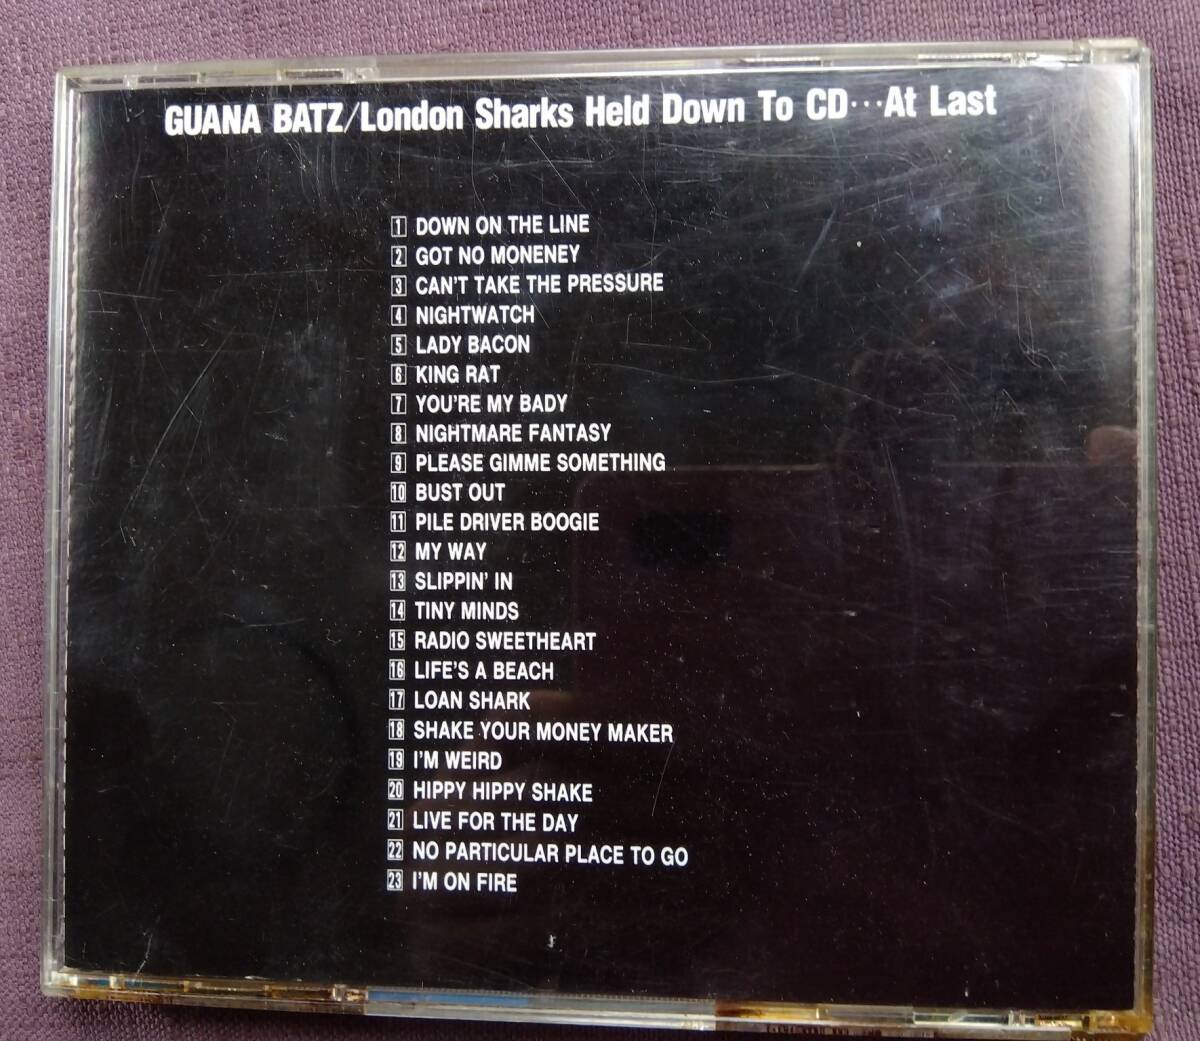 GUANA BATZ/London Sharks Held Down To CD···At Last
1 DOWN ON THE LINE
2 GOT NO MONENEY
3 CAN'T TAKE THE PRESSURE
4 NIGHTWATCH
5 LADY BACON
6 KING RAT
7 YOU'RE MY BADY
8 NIGHTMARE FANTASY
9 PLEASE GIMME SOMETHING
10 BUST OUT
11 PILE DRIVER BOOGIE
12 MY WAY
13 SLIPPIN' IN
14 TINY MINDS
15 RADIO SWEETHEART
16 LIFE'S A BEACH
17 LOAN SHARK
18 SHAKE YOUR MONEY MAKER
19 I'M WEIRD
20 HIPPY HIPPY SHAKE
21 LIVE FOR THE DAY
22 NO PARTICULAR PLACE TO GO
23 I'M ON FIRE